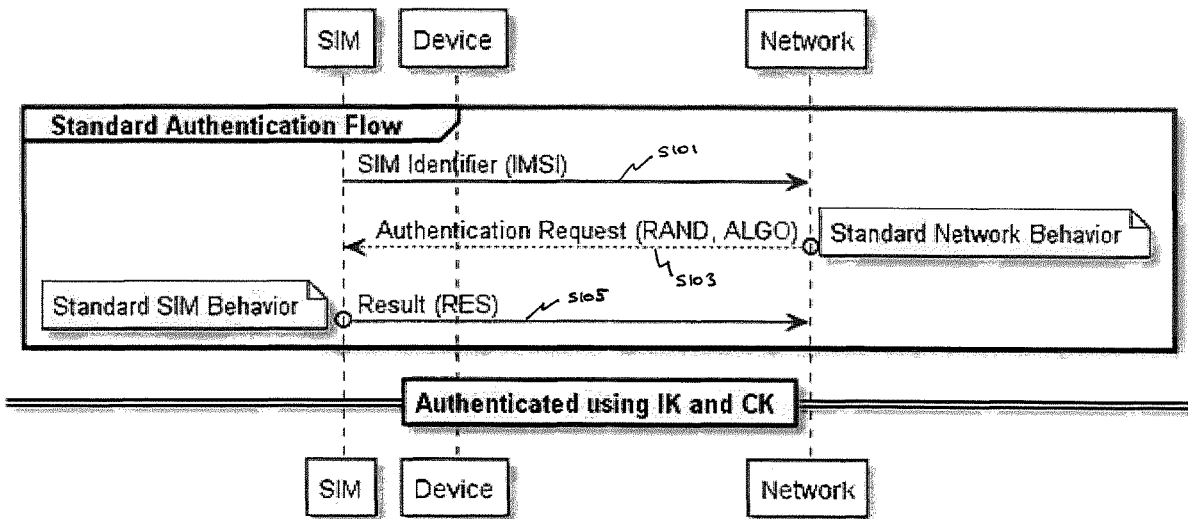 SIM Device Network
Standard Authentication Flow
SIM Identifier (IMSI)
S101
Authentication Request (RAND, ALGO)
Standard Network Behavior
S103
Standard SIM Behavior
Result (RES)
S105
Authenticated using IK and CK
SIM Device Network